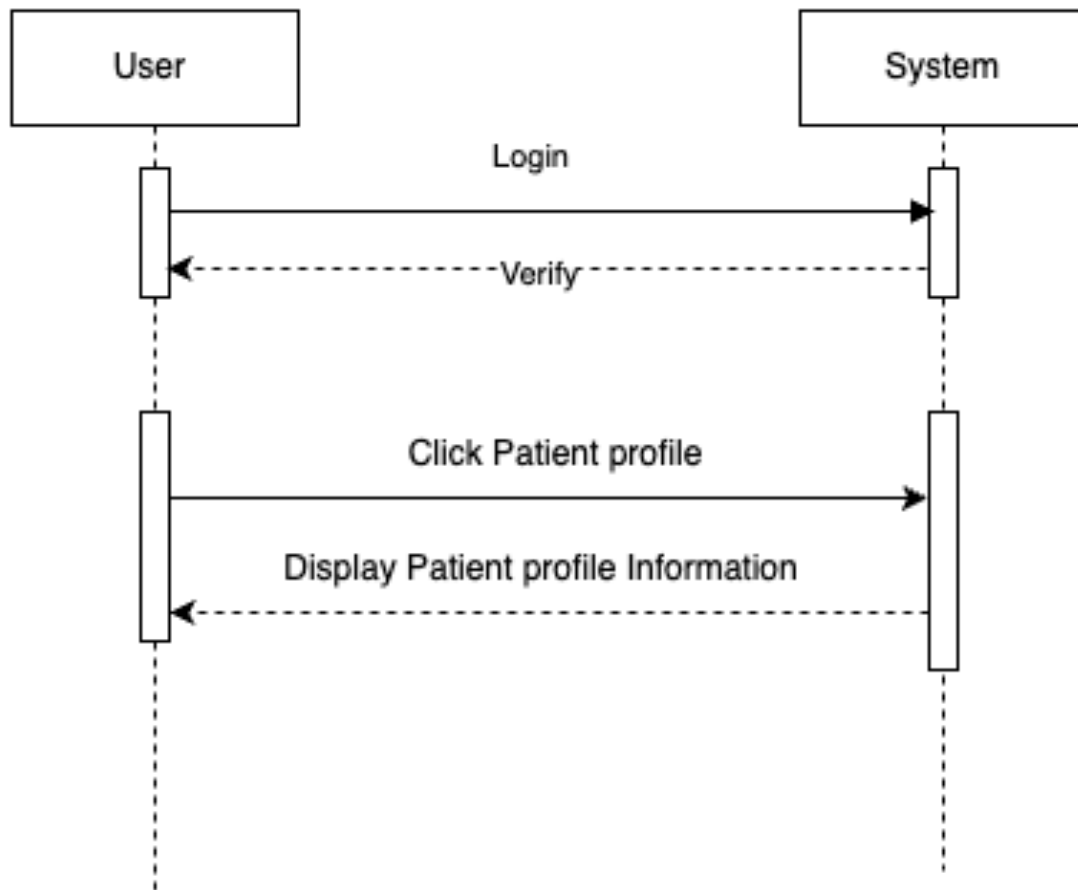 User
System
Login
Verify
Click Patient profile
Display Patient profile Information